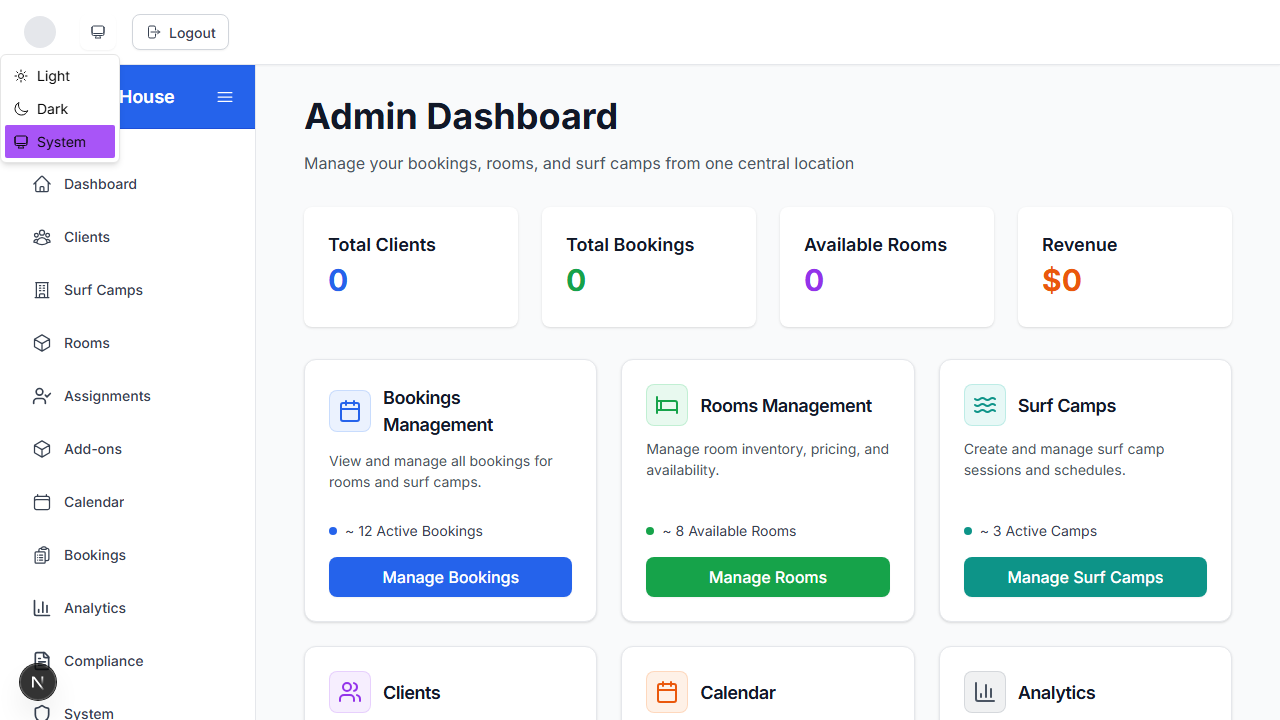 Logout
Light
Dark
System
House
Dashboard
Clients
Surf Camps
Rooms
Assignments
Add-ons
Calendar
Bookings
Analytics
Compliance
System
N
Admin Dashboard
Manage your bookings, rooms, and surf camps from one central location
Total Clients
0
Total Bookings
0
Available Rooms
0
Revenue
$0
Bookings
Management
View and manage all bookings for
rooms and surf camps.
~ 12 Active Bookings
Manage Bookings
Rooms Management
Manage room inventory, pricing, and
availability.
~ 8 Available Rooms
Manage Rooms
Surf Camps
Create and manage surf camp
sessions and schedules.
~ 3 Active Camps
Manage Surf Camps
Clients
Calendar
Analytics